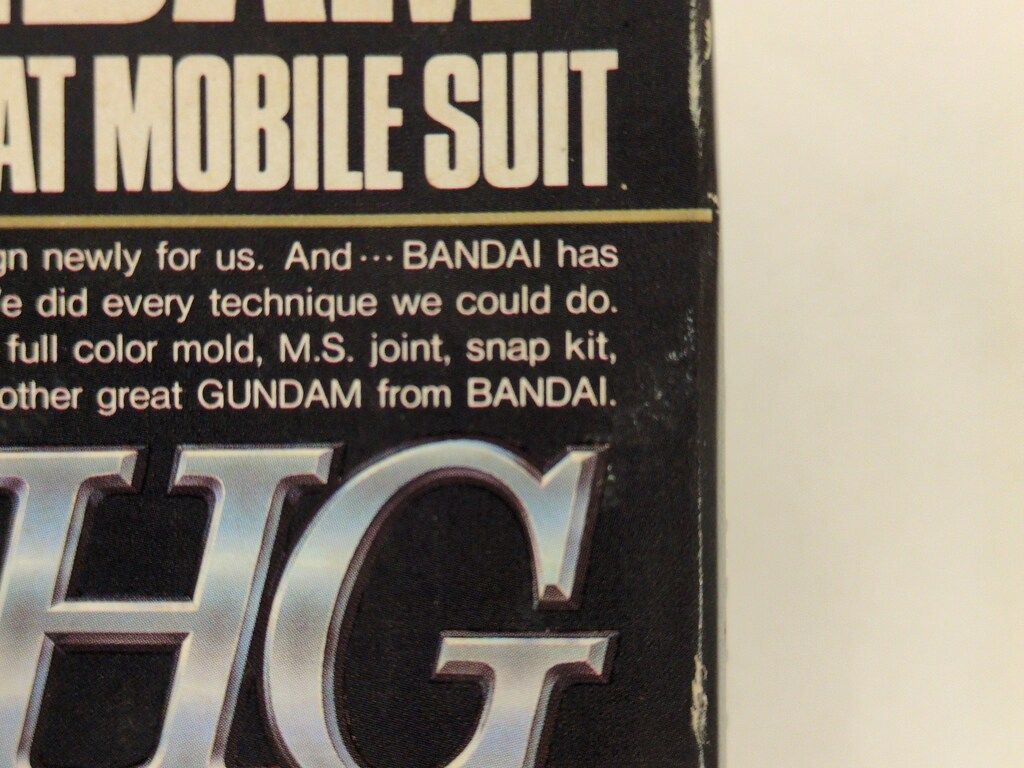 AT MOBILE SUIT
newly for us. And… BANDAI has
did every technique we could do.
full color mold, M.S. joint, snap kit,
other great GUNDAM from BANDAI.
HG